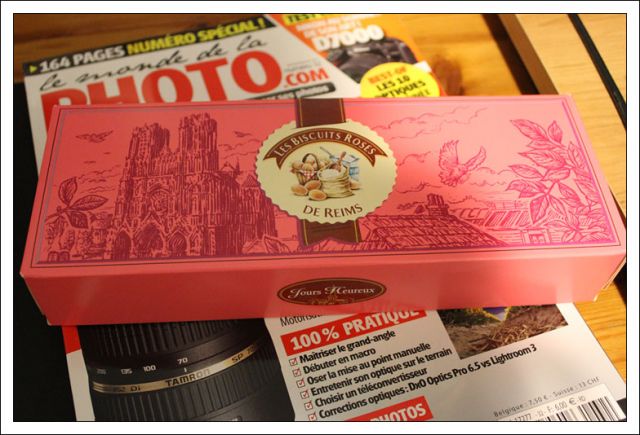 164 PAGES NUMÉRO SPÉCIAL !
le monde de la
PHOTO.COM
D7000
BEST-OF
LES 10
LES BISCUITS ROSES
DE REIMS
Jours Heureux
100% PRATIQUE
Maîtriser le grand-angle
Débuter en macro
Oser la mise au point manuelle
Entretenir son optique sur le terrain
Choisir un téléconvertisseur
Corrections optiques : DxO Optics Pro 6.5 vs Lightroom 3
PHOTOS
200 135 100 70
TAMRON SP
Belgique : 7,50 € - Suisse : 13 CHF